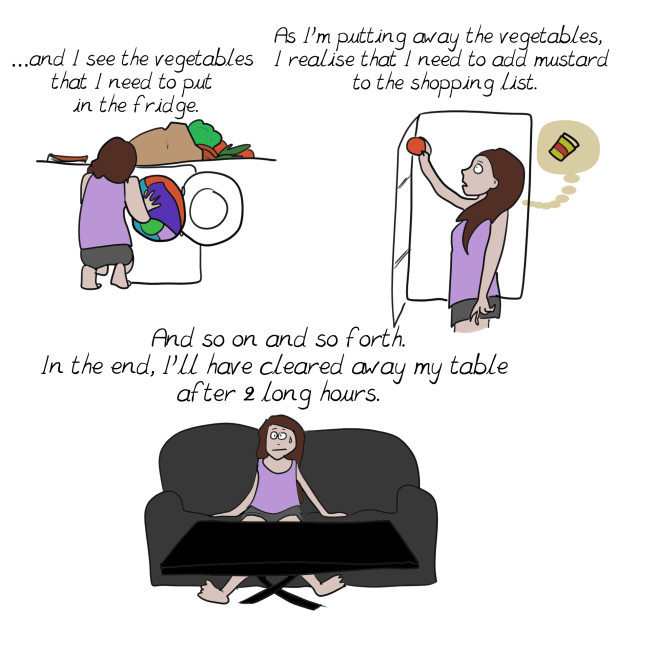 ...and I see the vegetables
that I need to put
in the fridge.
As I'm putting away the vegetables,
I realise that I need to add mustard
to the shopping list.
And so on and so forth.
In the end, I'll have cleared away my table
after 2 long hours.